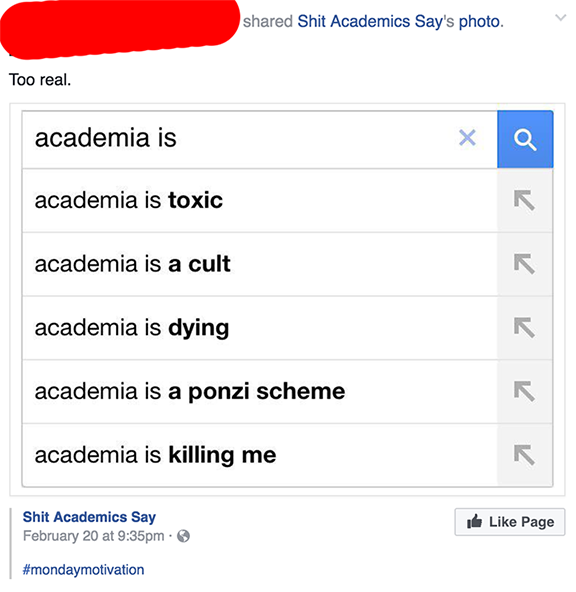 shared Shit Academics Say's photo.
Too real.
academia is
academia is toxic
academia is a cult
academia is dying
academia is a ponzi scheme
academia is killing me
Shit Academics Say
February 20 at 9:35pm ·
Like Page
#mondaymotivation